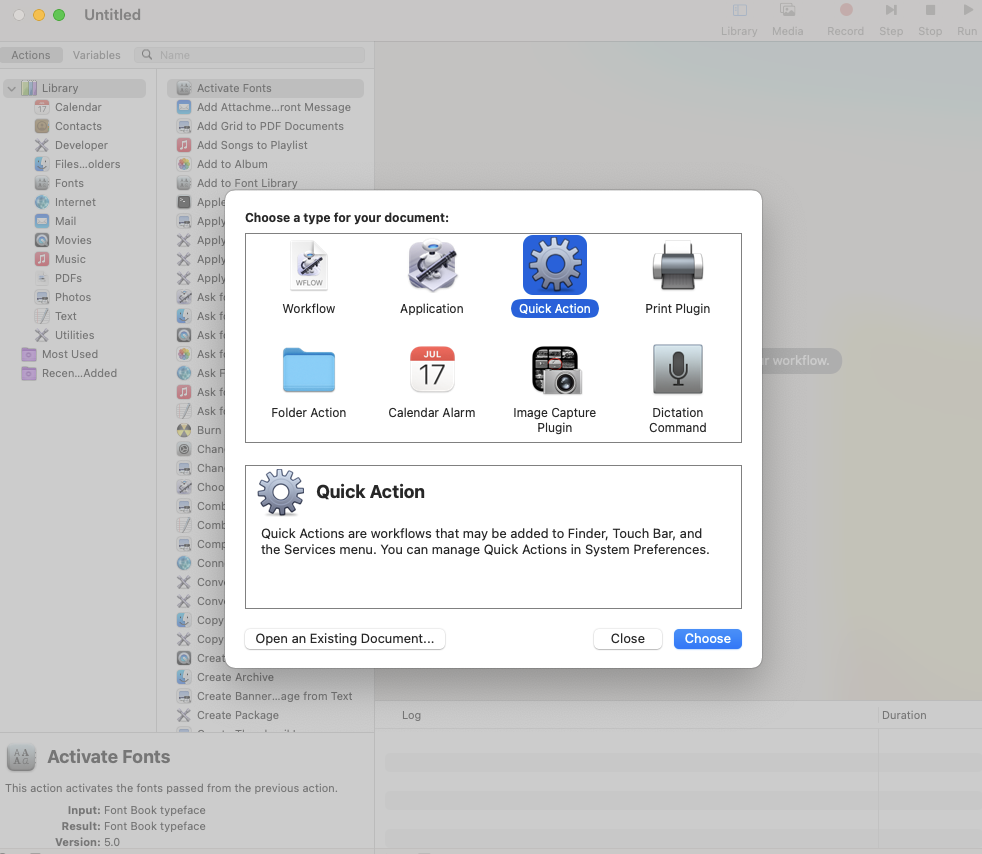 Untitled
Library
Media
Record
Step
Stop
Run
Actions
Variables
Name
Library
Calendar
Contacts
Developer
Files...olders
Fonts
Internet
Mail
Movies
Music
PDFs
Photos
Text
Utilities
Most Used
Recen...Added
Activate Fonts
Add Attachme...ront Message
Add Grid to PDF Documents
Add Songs to Playlist
Add to Album
Add to Font Library
Apple
Apply
Apply
Apply
Apply
Ask f
Ask f
Ask f
Ask f
Ask F
Ask f
Ask f
Burn
Chan
Chan
Choo
Comb
Comb
Comp
Conn
Conv
Conv
Copy
Copy
Creat
Create Archive
Create Banner...age from Text
Create Package
Choose a type for your document:
WFLOW
Workflow
Application
Quick Action
Print Plugin
Folder Action
JUL
17
Calendar Alarm
Image Capture
Plugin
Dictation
Command
Quick Action
Quick Actions are workflows that may be added to Finder, Touch Bar, and
the Services menu. You can manage Quick Actions in System Preferences.
Open an Existing Document...
Close
Choose
ur workflow.
Log
Duration
Activate Fonts
This action activates the fonts passed from the previous action.
Input: Font Book typeface
Result: Font Book typeface
Version: 5.0